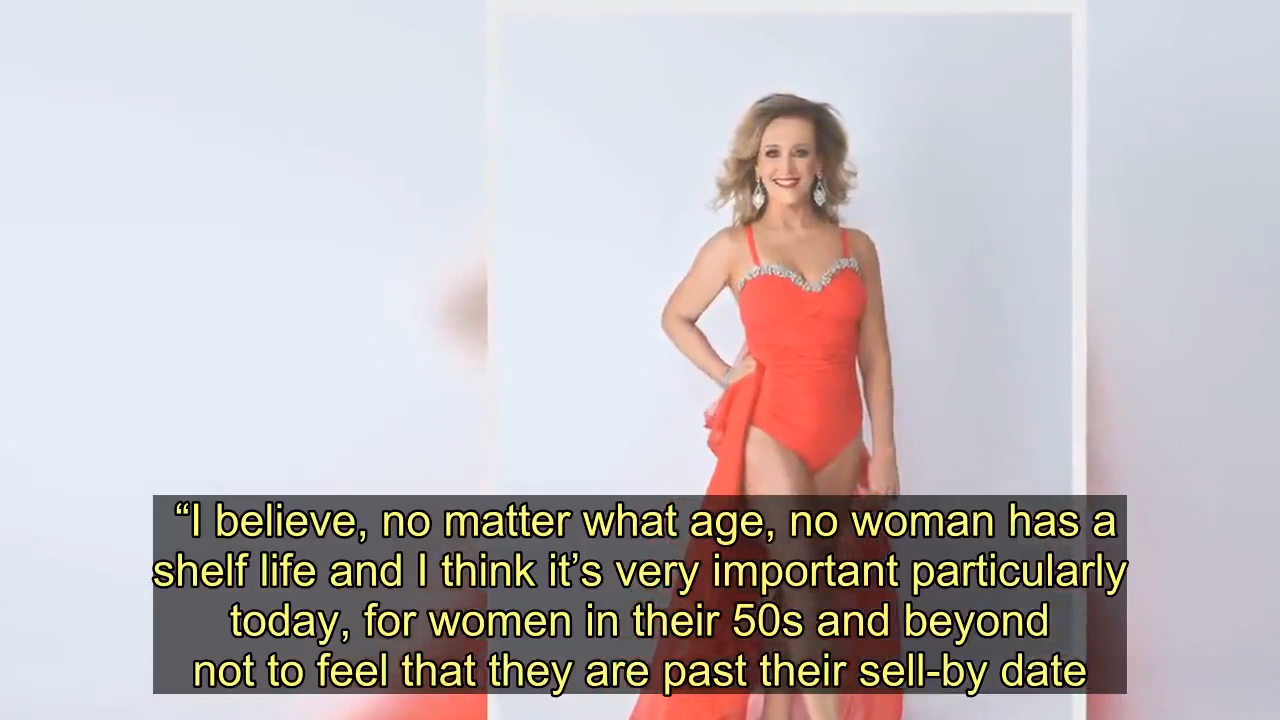 “I believe, no matter what age, no woman has a
shelf life and I think it’s very important particularly
today, for women in their 50s and beyond
not to feel that they are past their sell-by date